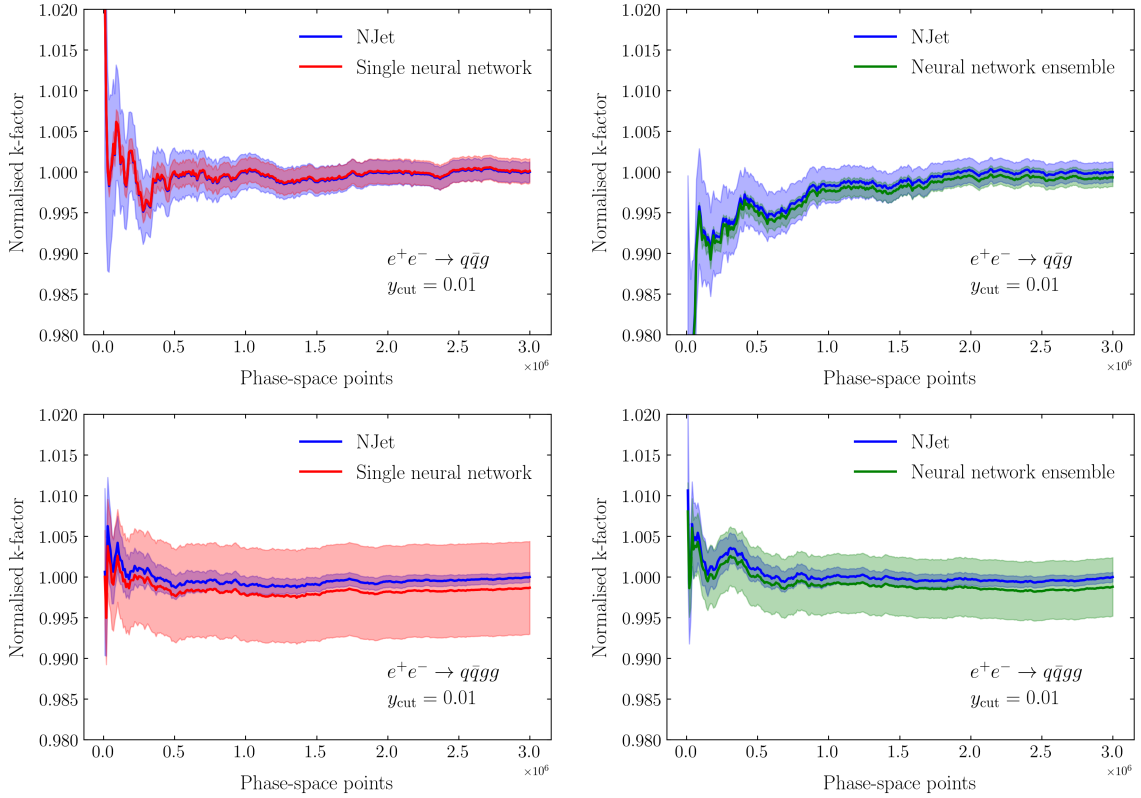 1.020
1.015
1.010
1.005
1.000
0.995
0.990
0.985
0.980
Normalised k-factor
NJet
Single neural network
e⁺e⁻ → qq̄g
y_cut = 0.01
0.0 0.5 1.0 1.5 2.0 2.5 3.0
×10⁶
Phase-space points
1.020
1.015
1.010
1.005
1.000
0.995
0.990
0.985
0.980
Normalised k-factor
NJet
Neural network ensemble
e⁺e⁻ → qq̄g
y_cut = 0.01
0.0 0.5 1.0 1.5 2.0 2.5 3.0
×10⁶
Phase-space points
1.020
1.015
1.010
1.005
1.000
0.995
0.990
0.985
0.980
Normalised k-factor
NJet
Single neural network
e⁺e⁻ → qq̄gg
y_cut = 0.01
0.0 0.5 1.0 1.5 2.0 2.5 3.0
×10⁶
Phase-space points
1.020
1.015
1.010
1.005
1.000
0.995
0.990
0.985
0.980
Normalised k-factor
NJet
Neural network ensemble
e⁺e⁻ → qq̄gg
y_cut = 0.01
0.0 0.5 1.0 1.5 2.0 2.5 3.0
×10⁶
Phase-space points